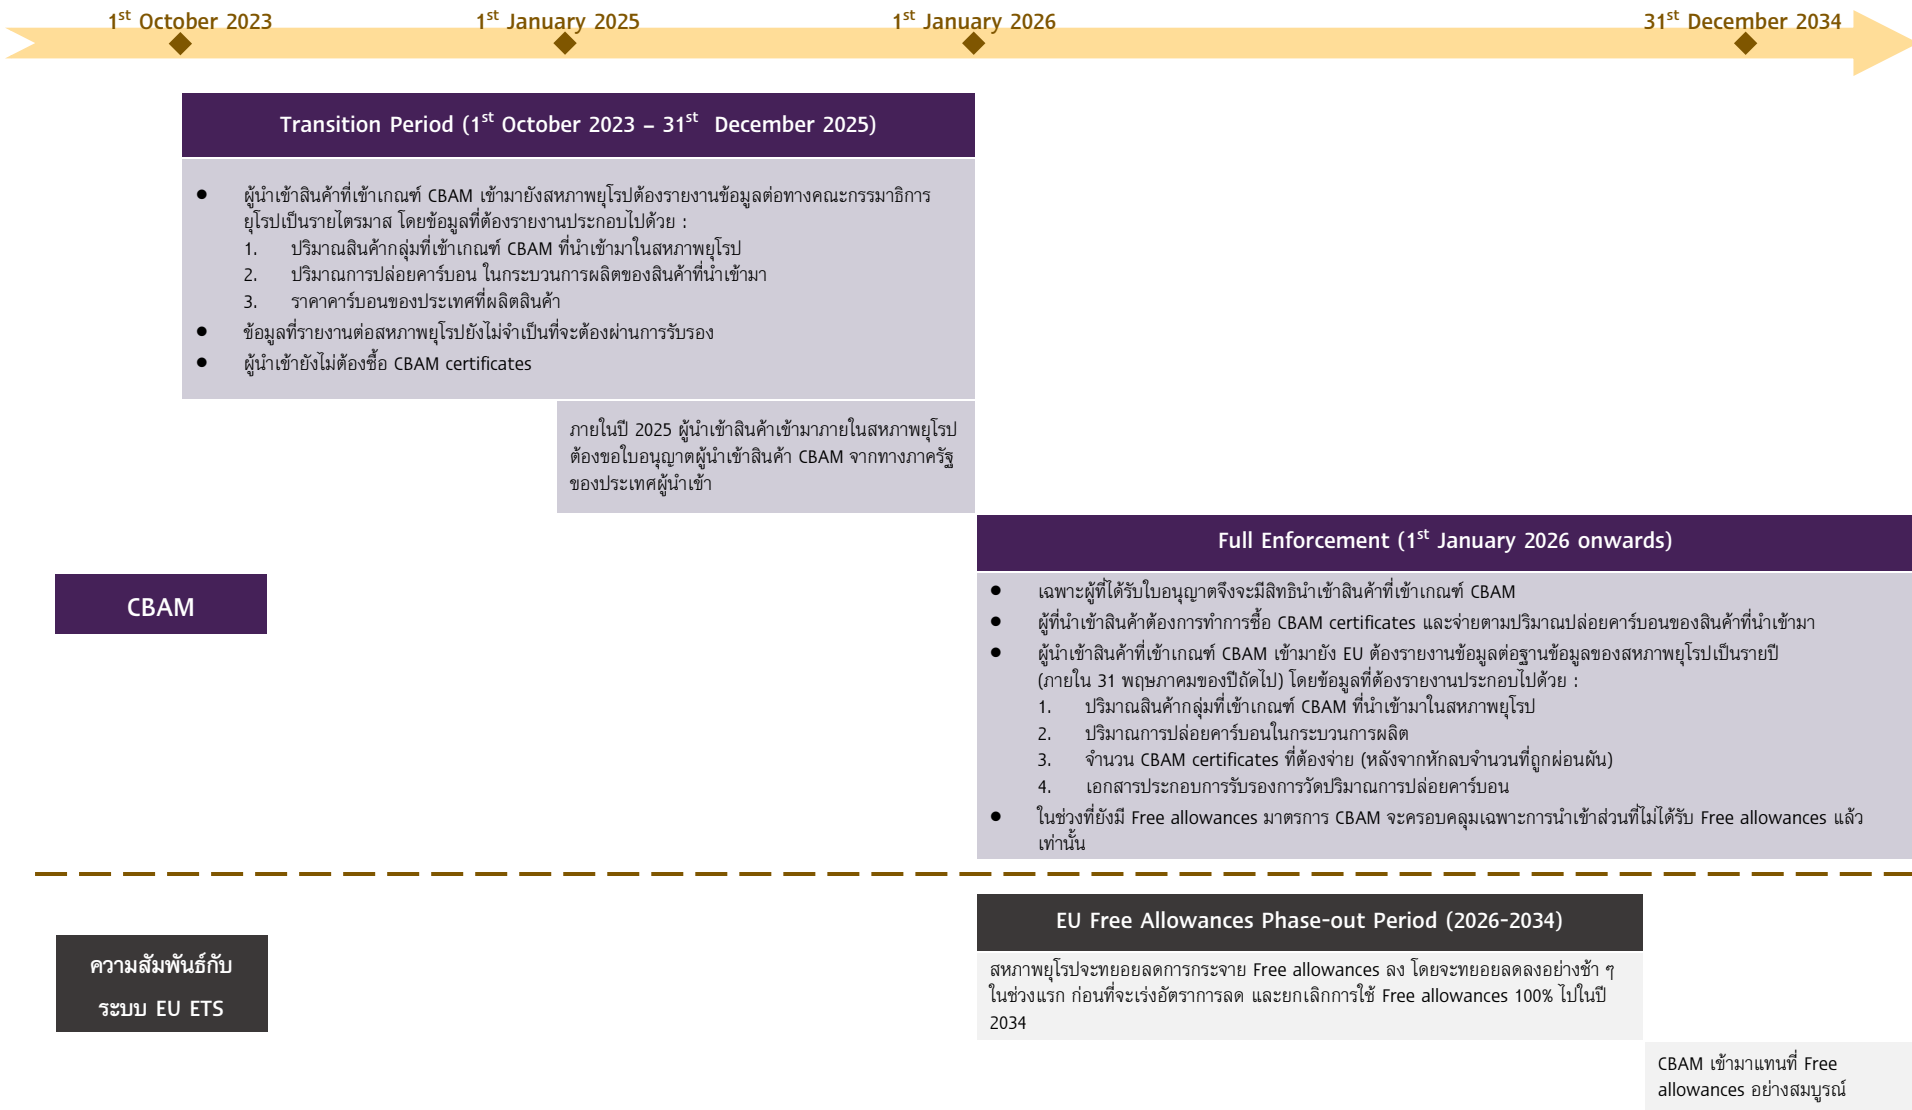 1st October 2023
1st January 2025
1st January 2026
31st December 2034
Transition Period (1st October 2023 – 31st December 2025)
● ผู้นำเข้าสินค้าที่เข้าเกณฑ์ CBAM เข้ามายังสหภาพยุโรปต้องรายงานข้อมูลต่อทางคณะกรรมาธิการ
ยุโรปเป็นรายไตรมาส โดยข้อมูลที่ต้องรายงานประกอบไปด้วย :
1. ปริมาณสินค้ากลุ่มที่เข้าเกณฑ์ CBAM ที่นำเข้ามาในสหภาพยุโรป
2. ปริมาณการปล่อยคาร์บอน ในกระบวนการผลิตของสินค้าที่นำเข้ามา
3. ราคาคาร์บอนของประเทศที่ผลิตสินค้า
● ข้อมูลที่รายงานต่อสหภาพยุโรปยังไม่จำเป็นที่จะต้องผ่านการรับรอง
● ผู้นำเข้ายังไม่ต้องซื้อ CBAM certificates
ภายในปี 2025 ผู้นำเข้าสินค้าเข้ามาภายในสหภาพยุโรป
ต้องขอใบอนุญาตผู้นำเข้าสินค้า CBAM จากทางภาครัฐ
ของประเทศผู้นำเข้า
Full Enforcement (1st January 2026 onwards)
CBAM
● เฉพาะผู้ที่ได้รับใบอนุญาตจึงจะมีสิทธินำเข้าสินค้าที่เข้าเกณฑ์ CBAM
● ผู้ที่นำเข้าสินค้าต้องการทำการซื้อ CBAM certificates และจ่ายตามปริมาณปล่อยคาร์บอนของสินค้าที่นำเข้ามา
● ผู้นำเข้าสินค้าที่เข้าเกณฑ์ CBAM เข้ามายัง EU ต้องรายงานข้อมูลต่อฐานข้อมูลของสหภาพยุโรปเป็นรายปี
(ภายใน 31 พฤษภาคมของปีถัดไป) โดยข้อมูลที่ต้องรายงานประกอบไปด้วย :
1. ปริมาณสินค้ากลุ่มที่เข้าเกณฑ์ CBAM ที่นำเข้ามาในสหภาพยุโรป
2. ปริมาณการปล่อยคาร์บอนในกระบวนการผลิต
3. จำนวน CBAM certificates ที่ต้องจ่าย (หลังจากหักลบจำนวนที่ถูกผ่อนผัน)
4. เอกสารประกอบการรับรองการวัดปริมาณการปล่อยคาร์บอน
● ในช่วงที่ยังมี Free allowances มาตรการ CBAM จะครอบคลุมเฉพาะการนำเข้าส่วนที่ไม่ได้รับ Free allowances แล้ว
เท่านั้น
EU Free Allowances Phase-out Period (2026-2034)
ความสัมพันธ์กับ
ระบบ EU ETS
สหภาพยุโรปจะทยอยลดการกระจาย Free allowances ลง โดยจะทยอยลดลงอย่างช้า ๆ
ในช่วงแรก ก่อนที่จะเร่งอัตราการลด และยกเลิกการใช้ Free allowances 100% ไปในปี
2034
CBAM เข้ามาแทนที่ Free
allowances อย่างสมบูรณ์